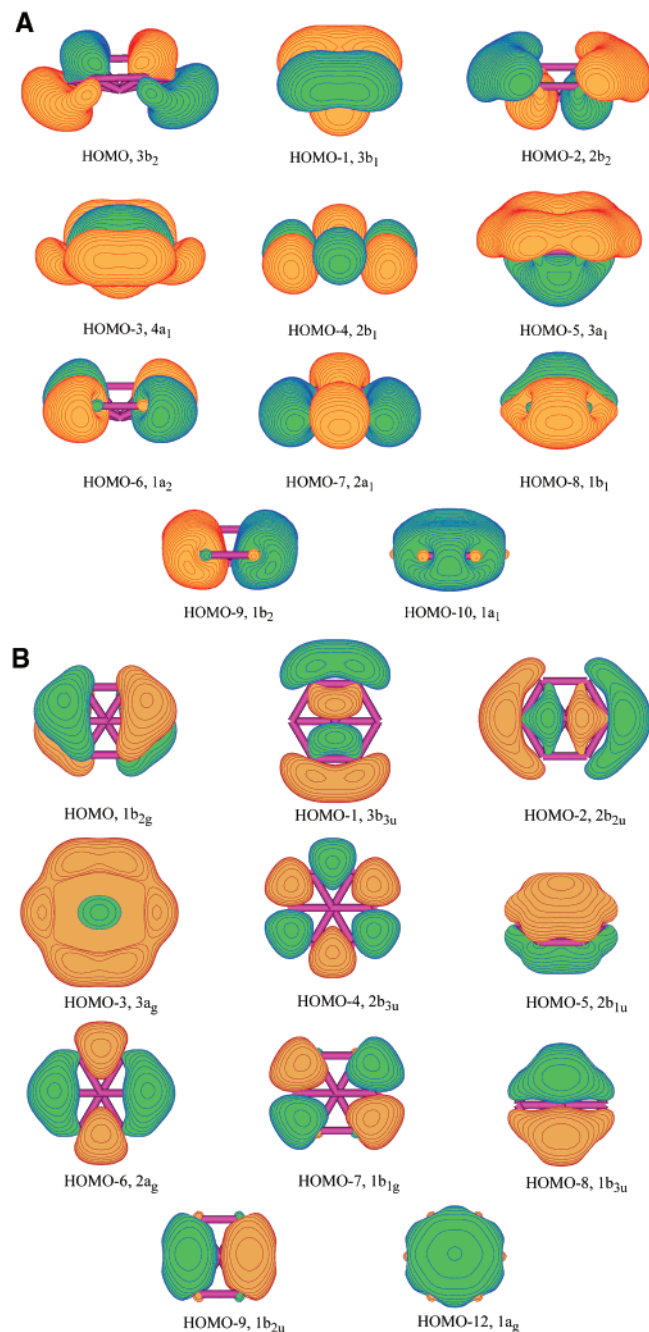 A
HOMO, 3b₂
HOMO-1, 3b₁
HOMO-2, 2b₂
HOMO-3, 4a₁
HOMO-4, 2b₁
HOMO-5, 3a₁
HOMO-6, 1a₂
HOMO-7, 2a₁
HOMO-8, 1b₁
HOMO-9, 1b₂
HOMO-10, 1a₁
B
HOMO, 1b₂g
HOMO-1, 3b₃u
HOMO-2, 2b₂u
HOMO-3, 3ag
HOMO-4, 2b₃u
HOMO-5, 2b₁u
HOMO-6, 2ag
HOMO-7, 1b₁g
HOMO-8, 1b₃u
HOMO-9, 1b₂u
HOMO-12, 1ag